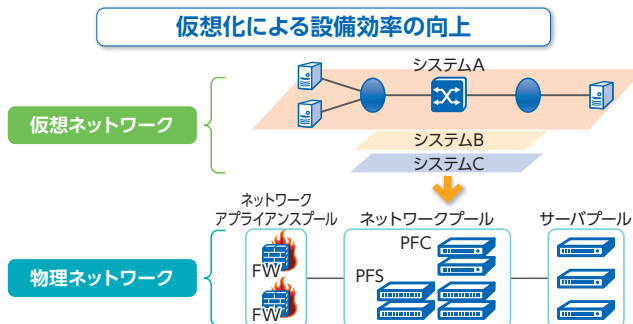 仮想化による設備効率の向上
システムA
仮想ネットワーク
システムB
システムC
ネットワーク
アプライアンスプール
ネットワークプール
サーバプール
PFC
物理ネットワーク
FW
PFS
FW